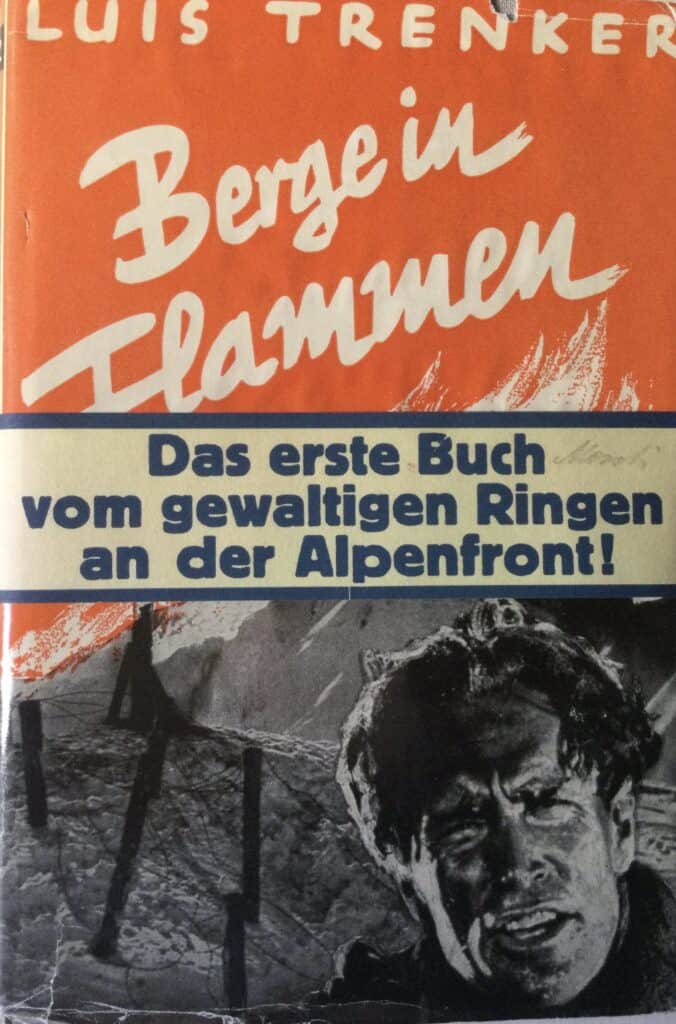 LUIS TRENKER
Berge in
Flammen
Das erste Buch
vom gewaltigen Ringen
an der Alpenfront!